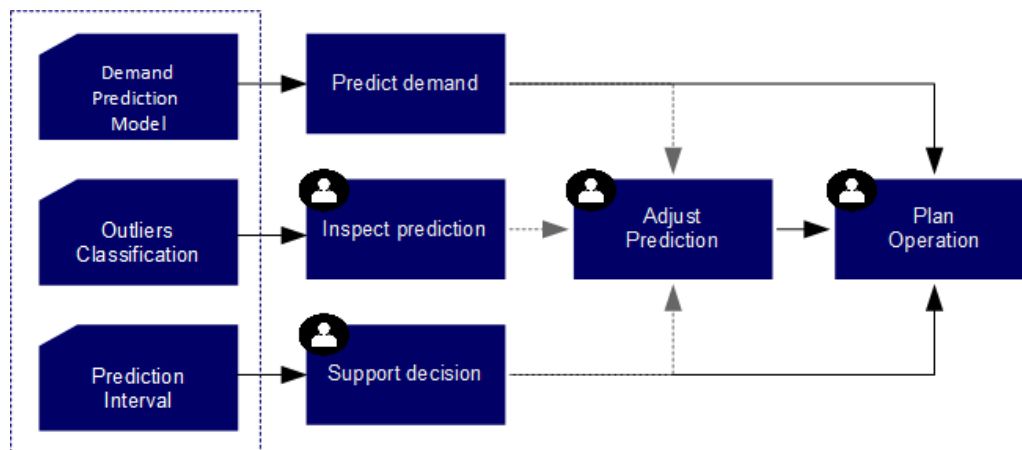 Demand
Prediction
Model
Predict demand
Outliers
Classification
Inspect prediction
Adjust
Prediction
Plan
Operation
Prediction
Interval
Support decision